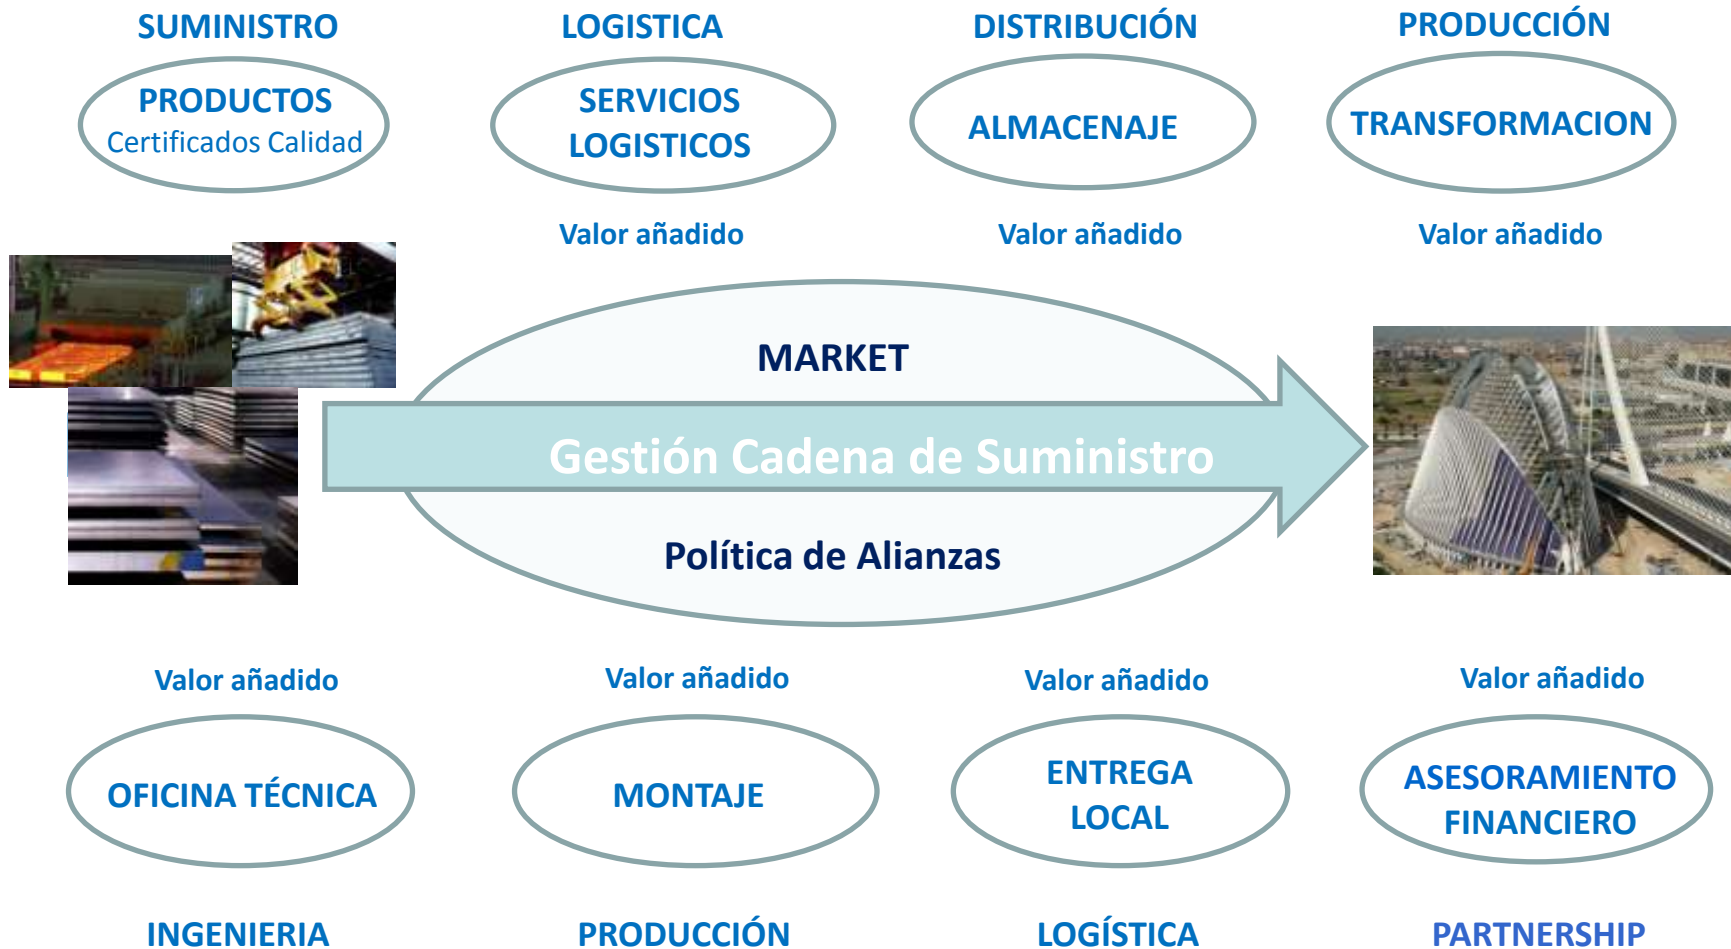 SUMINISTRO
LOGISTICA
DISTRIBUCIÓN
PRODUCCIÓN
PRODUCTOS
Certificados Calidad
SERVICIOS
LOGISTICOS
ALMACENAJE
TRANSFORMACION
Valor añadido
Valor añadido
Valor añadido
MARKET
Gestión Cadena de Suministro
Política de Alianzas
Valor añadido
Valor añadido
Valor añadido
Valor añadido
OFICINA TÉCNICA
MONTAJE
ENTREGA
LOCAL
ASESORAMIENTO
FINANCIERO
INGENIERIA
PRODUCCIÓN
LOGÍSTICA
PARTNERSHIP